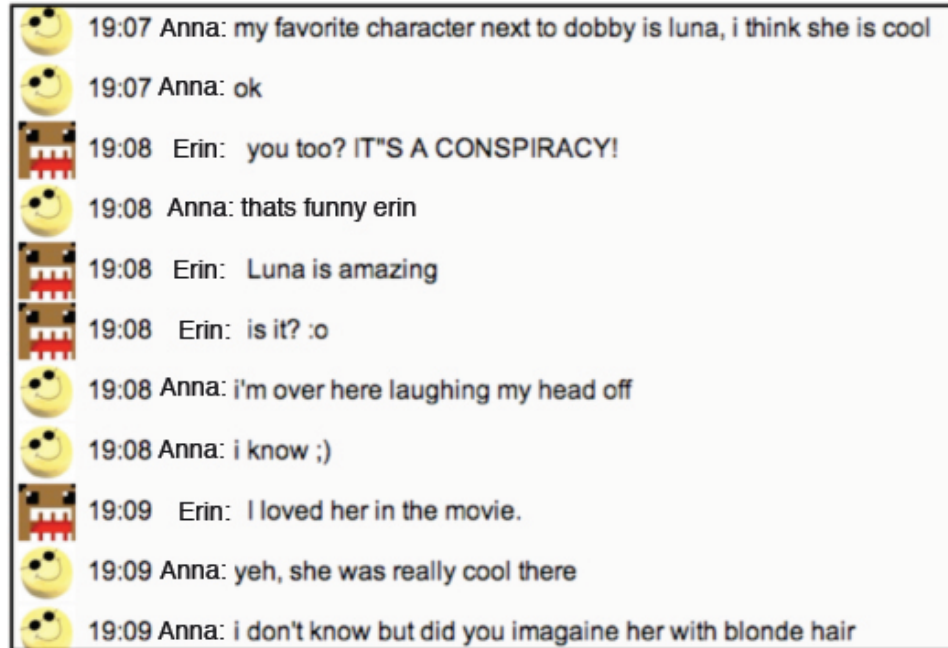 19:07 Anna: my favorite character next to dobby is luna, i think she is cool
19:07 Anna: ok
19:08 Erin: you too? IT"S A CONSPIRACY!
19:08 Anna: thats funny erin
19:08 Erin: Luna is amazing
19:08 Erin: is it? :o
19:08 Anna: i'm over here laughing my head off
19:08 Anna: i know ;)
19:09 Erin: I loved her in the movie.
19:09 Anna: yeh, she was really cool there
19:09 Anna: i don't know but did you imagaine her with blonde hair